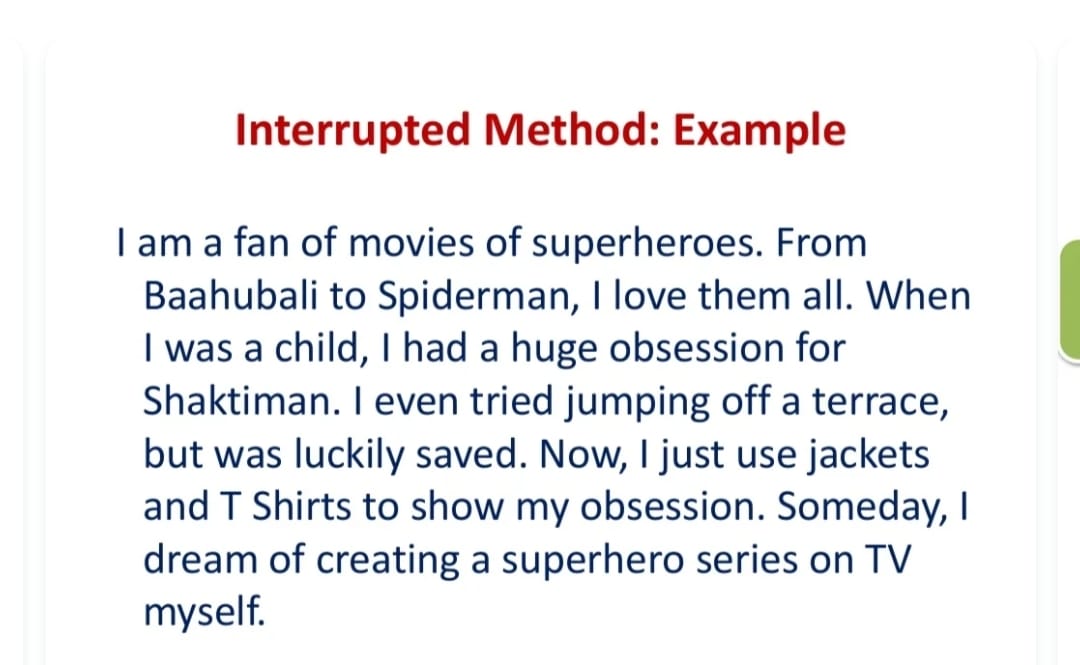 Interrupted Method: Example
I am a fan of movies of superheroes. From
Baahubali to Spiderman, I love them all. When
I was a child, I had a huge obsession for
Shaktiman. I even tried jumping off a terrace,
but was luckily saved. Now, I just use jackets
and T Shirts to show my obsession. Someday, I
dream of creating a superhero series on TV
myself.